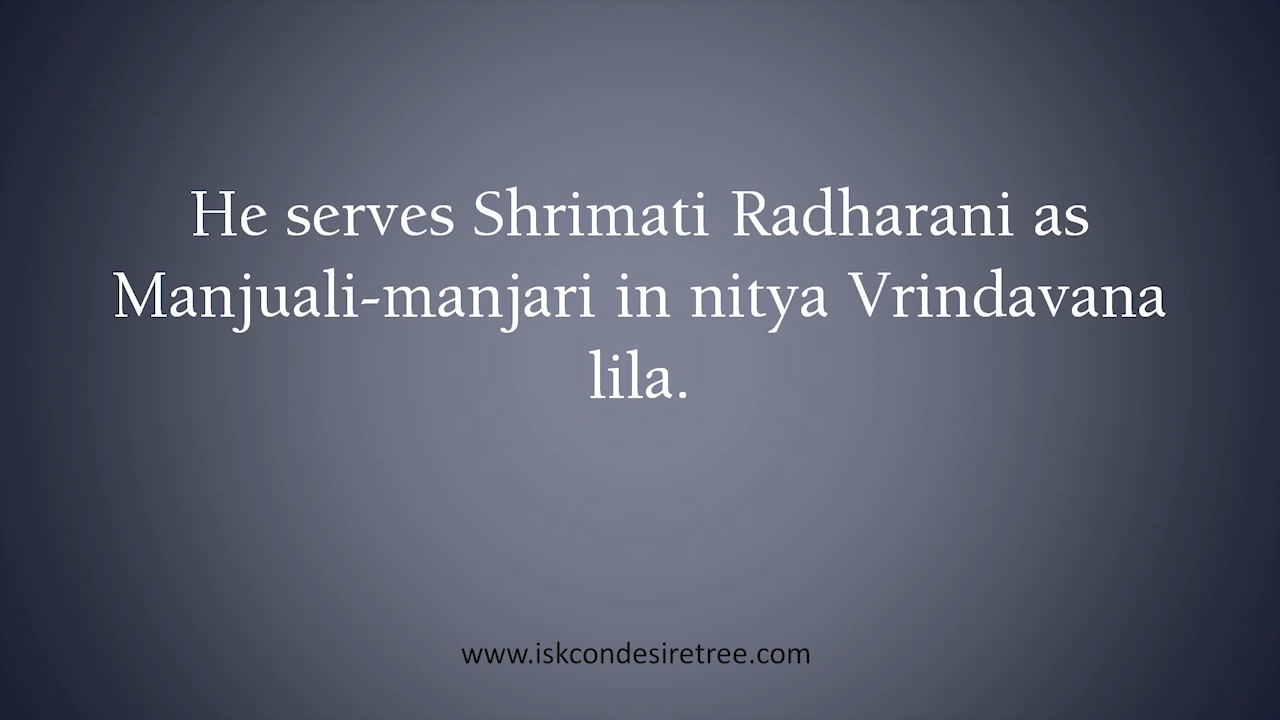 He serves Shrimati Radharani as
Manjuali-manjari in nitya Vrindavana
lila.
www.iskcondesiretree.com